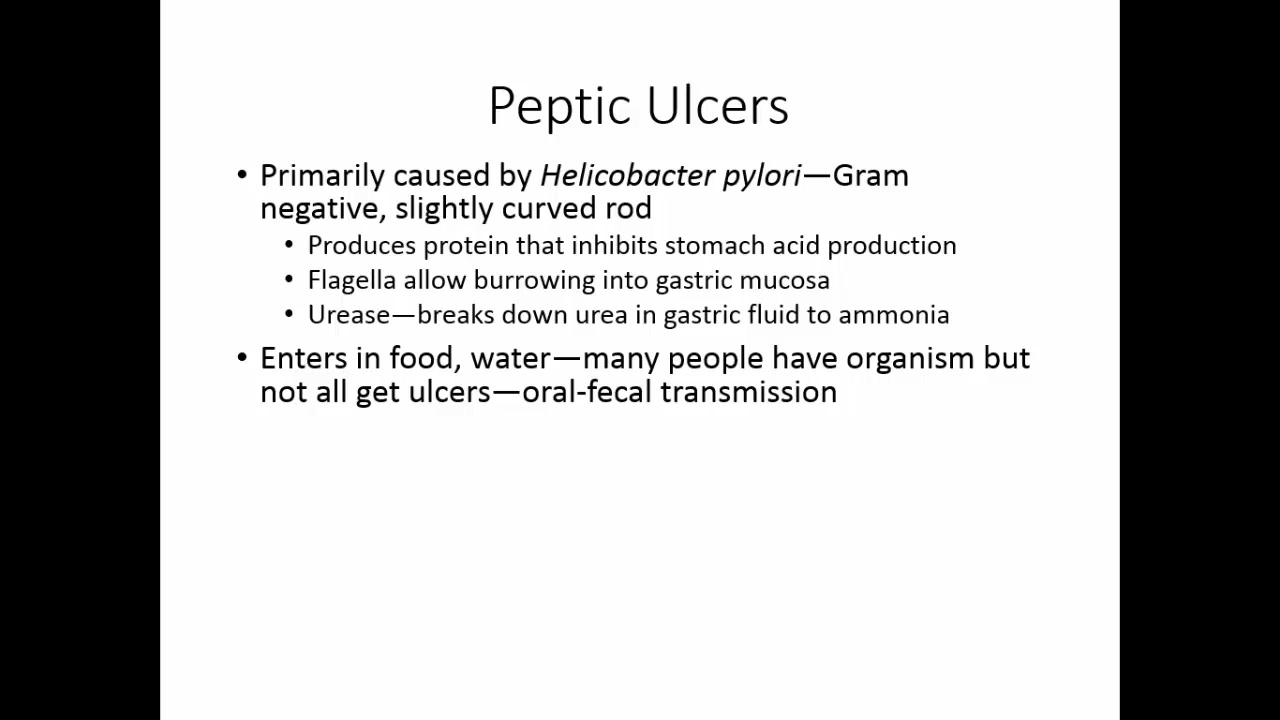 Peptic Ulcers
• Primarily caused by Helicobacter pylori—Gram
negative, slightly curved rod
• Produces protein that inhibits stomach acid production
• Flagella allow burrowing into gastric mucosa
• Urease—breaks down urea in gastric fluid to ammonia
• Enters in food, water—many people have organism but
not all get ulcers—oral-fecal transmission